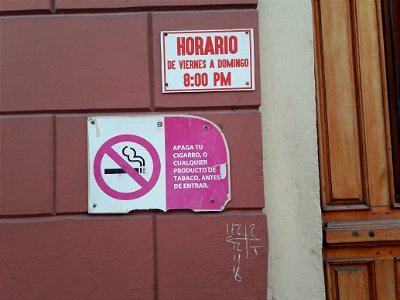 HORARIO
DE VIERNES A DOMINGO
8:00 PM
APAGA TU
CIGARRO, O
CUALQUIER
PRODUCTO DE
TABACO, ANTES
DE ENTRAR.